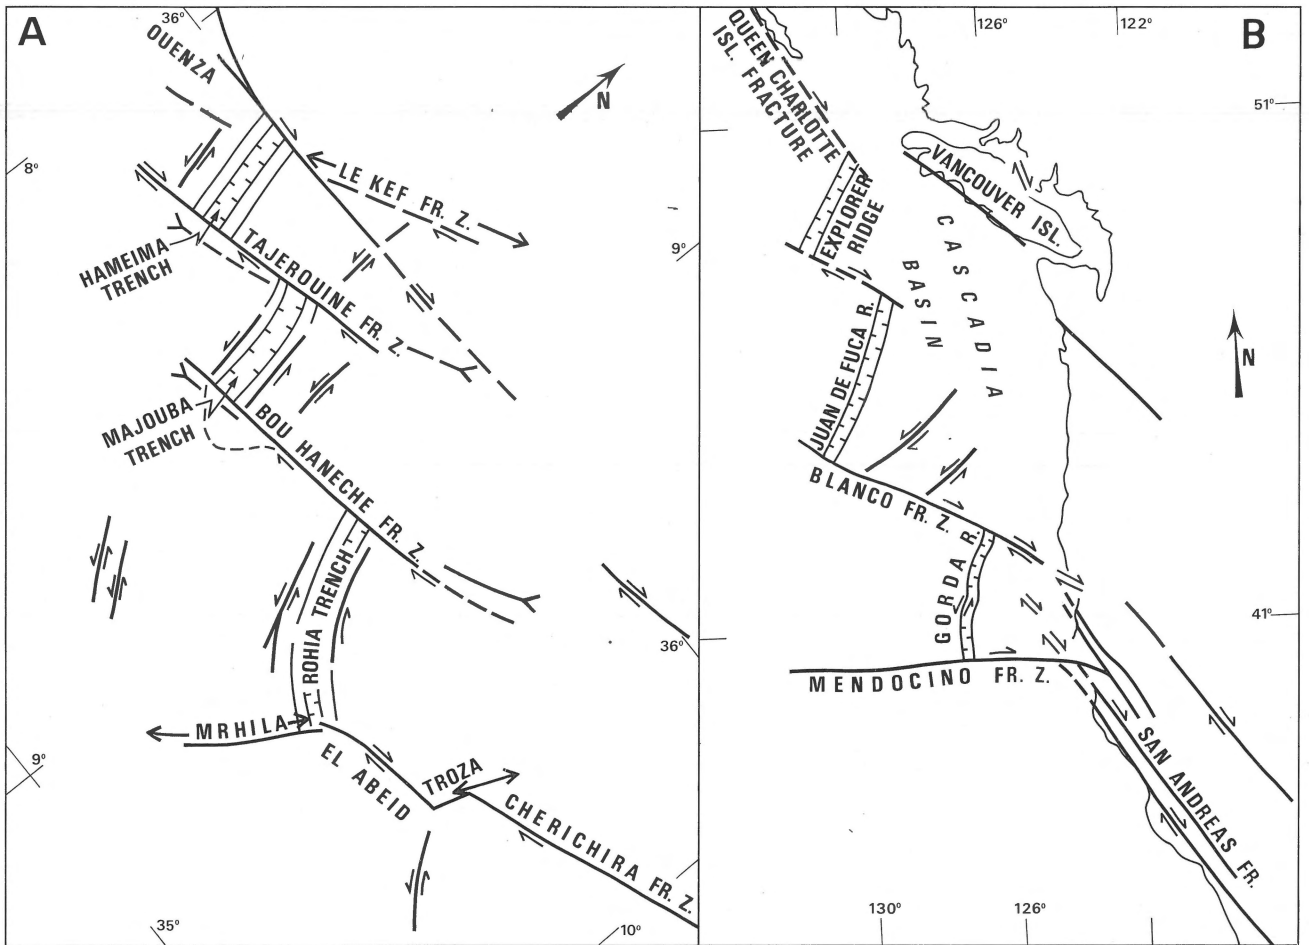 A
36°
OUENZA
N
8°
LE KEF FR. Z.
9°
HAMEIMA
TRENCH
TAJEROUINE FR. Z.
MAJOUBA
TRENCH
BOU HANECHE FR. Z.
ROHIA TRENCH
36°
MRHILA
9°
EL ABEID
TROZA
CHERICHIRA FR. Z.
35°
10°
B
126°
122°
QUEEN CHARLOTTE
ISL. FRACTURE
51°
VANCOUVER ISL.
EXPLORER
RIDGE
CASCADIA
BASIN
N
JUAN DE FUCA R.
BLANCO FR. Z.
GORDA R.
41°
MENDOCINO FR. Z.
SAN ANDREAS FR.
130°
126°